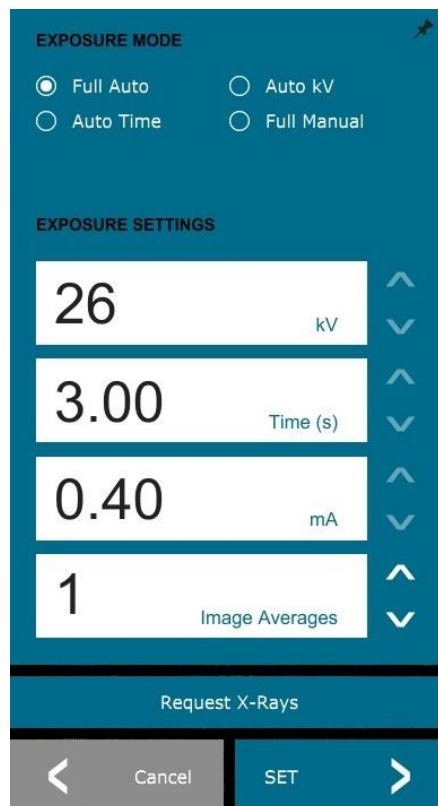 EXPOSURE MODE
Full Auto
Auto kV
Auto Time
Full Manual
EXPOSURE SETTINGS
26
kV
3.00
Time (s)
0.40
mA
1
Image Averages
Request X-Rays
Cancel
SET